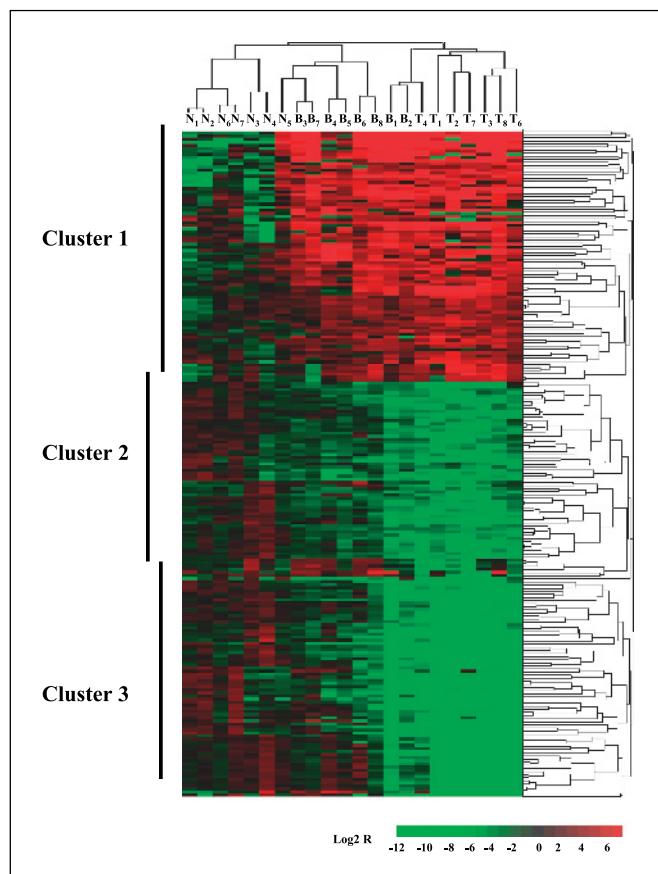 N₁ N₂ N₆ N₇ N₃ N₄ N₅ B₃ B₇ B₄ B₅ B₆ B₈ B₁ B₂ T₄ T₁ T₂ T₇ T₃ T₈ T₆
Cluster 1
Cluster 2
Cluster 3
Log2 R
-12 -10 -8 -6 -4 -2 0 2 4 6